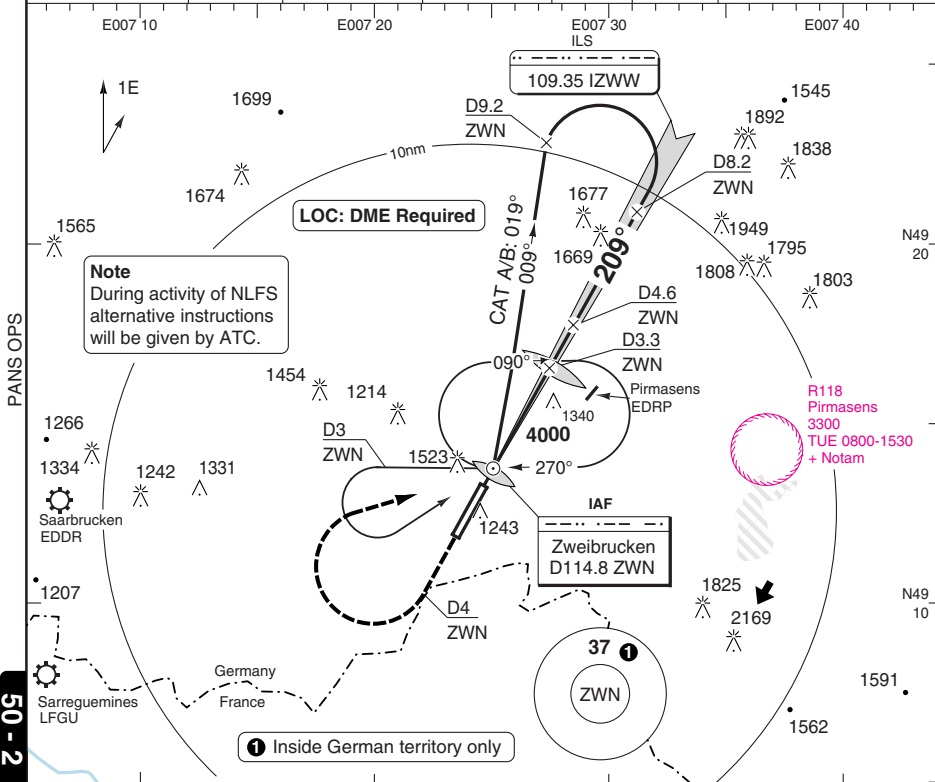 E007 10
E007 20
E007 30
E007 40
ILS
109.35 IZWW
1E
1699
D9.2
ZWN
1545
1892
1838
10nm
D8.2
ZWN
1674
1677
1565
LOC: DME Required
1949
1669
N49
20
CAT A/B: 019°
009°
209°
1795
1808
1803
Note
During activity of NLFS
alternative instructions
will be given by ATC.
D4.6
ZWN
PANS OPS
D3.3
ZWN
090°
1454
1214
Pirmasens
EDRP
1340
4000
R118
Pirmasens
3300
TUE 0800-1530
+ Notam
1266
D3
ZWN
1523
270°
1334
1242
1331
Saarbrucken
EDDR
IAF
1243
Zweibrucken
D114.8 ZWN
1207
1825
N49
10
D4
ZWN
2169
37 1
ZWN
Germany
France
1591
Sarreguemines
LFGU
50 - 2
1562
1 Inside German territory only